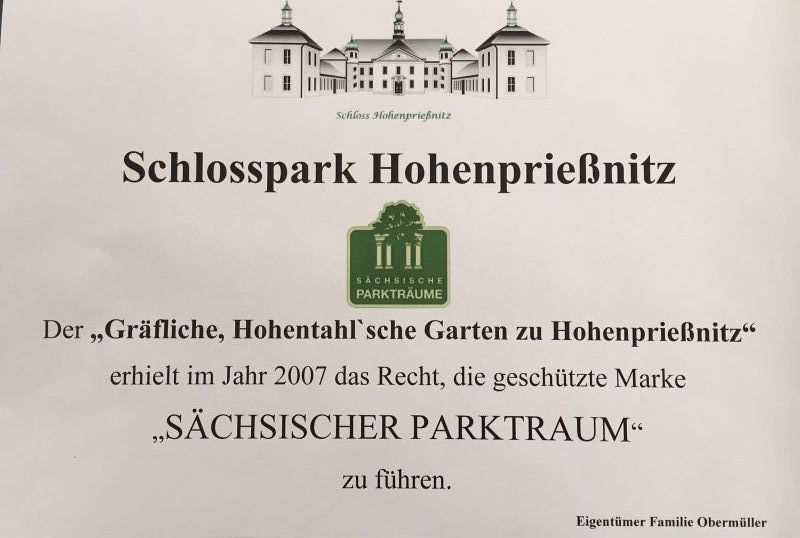 Schloss Hohenprießnitz
Schlosspark Hohenprießnitz
SÄCHSISCHE
PARKTRÄUME
Der „Gräfliche, Hohentahl`sche Garten zu Hohenprießnitz“
erhielt im Jahr 2007 das Recht, die geschützte Marke
„SÄCHSISCHER PARKTRAUM“
zu führen.
Eigentümer Familie Obermüller